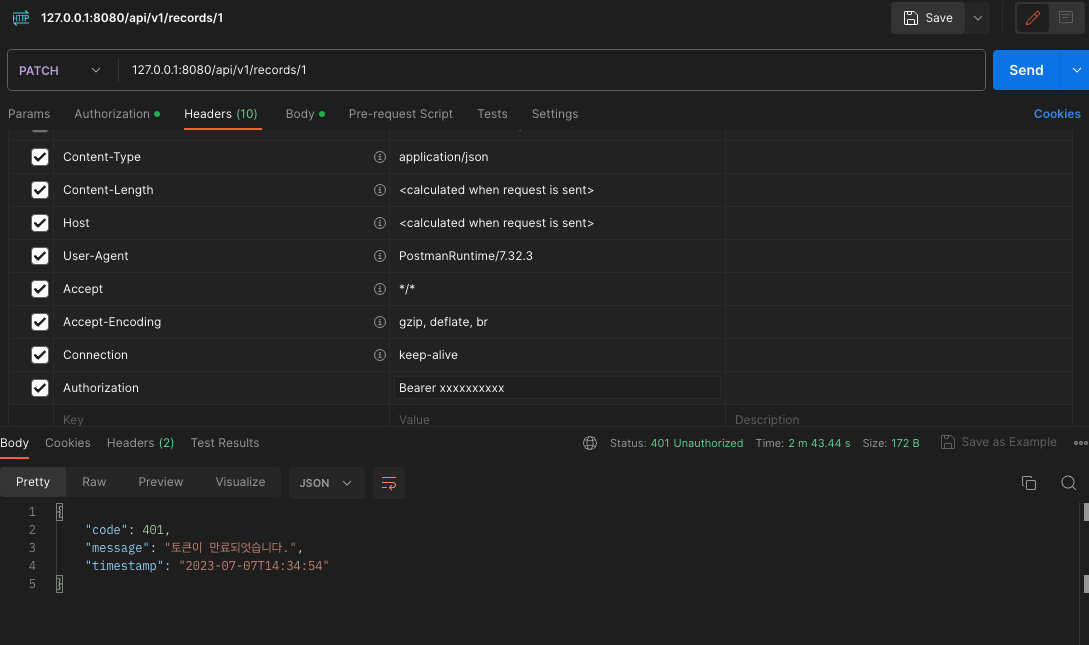 HTTP 127.0.0.1:8080/api/v1/records/1 Save
PATCH 127.0.0.1:8080/api/v1/records/1 Send
Params Authorization Headers (10) Body Pre-request Script Tests Settings Cookies
Content-Type application/json
Content-Length <calculated when request is sent>
Host <calculated when request is sent>
User-Agent PostmanRuntime/7.32.3
Accept */*
Accept-Encoding gzip, deflate, br
Connection keep-alive
Authorization Bearer xxxxxxxxxx
Key Value Description
Body Cookies Headers (2) Test Results Status: 401 Unauthorized Time: 2 m 43.44 s Size: 172 B Save as Example
Pretty Raw Preview Visualize JSON
1 {
2 "code": 401,
3 "message": "토큰이 만료되엇습니다.",
4 "timestamp": "2023-07-07T14:34:54"
5 }